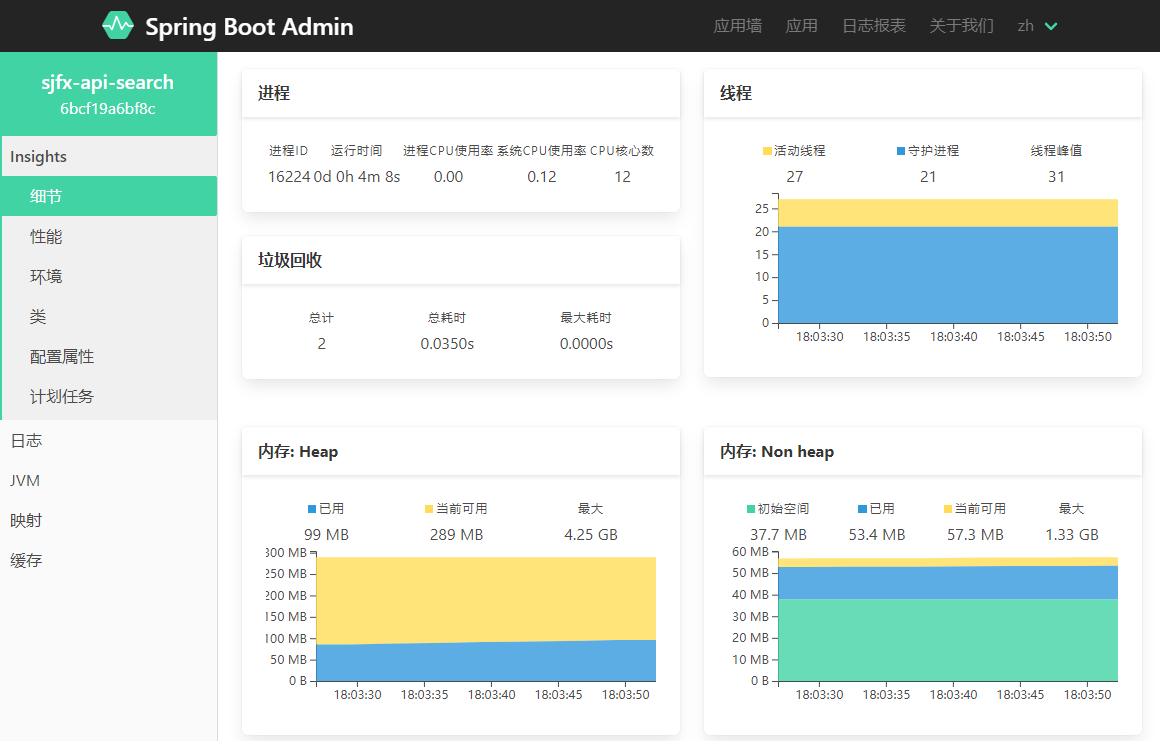 Spring Boot Admin
应用墙 应用 日志报表 关于我们 zh
sjfx-api-search
6bcf19a6bf8c
Insights
细节
性能
环境
类
配置属性
计划任务
日志
JVM
映射
缓存
进程
进程ID 运行时间 进程CPU使用率 系统CPU使用率 CPU核心数
16224 0d 0h 4m 8s 0.00 0.12 12
垃圾回收
总计 总耗时 最大耗时
2 0.0350s 0.0000s
线程
活动线程 守护进程 线程峰值
27 21 31
25
20
15
10
5
0
18:03:30 18:03:35 18:03:40 18:03:45 18:03:50
内存: Heap
已用 当前可用 最大
99 MB 289 MB 4.25 GB
300 MB
250 MB
200 MB
150 MB
100 MB
50 MB
0 B
18:03:30 18:03:35 18:03:40 18:03:45 18:03:50
内存: Non heap
初始空间 已用 当前可用 最大
37.7 MB 53.4 MB 57.3 MB 1.33 GB
60 MB
50 MB
40 MB
30 MB
20 MB
10 MB
0 B
18:03:30 18:03:35 18:03:40 18:03:45 18:03:50